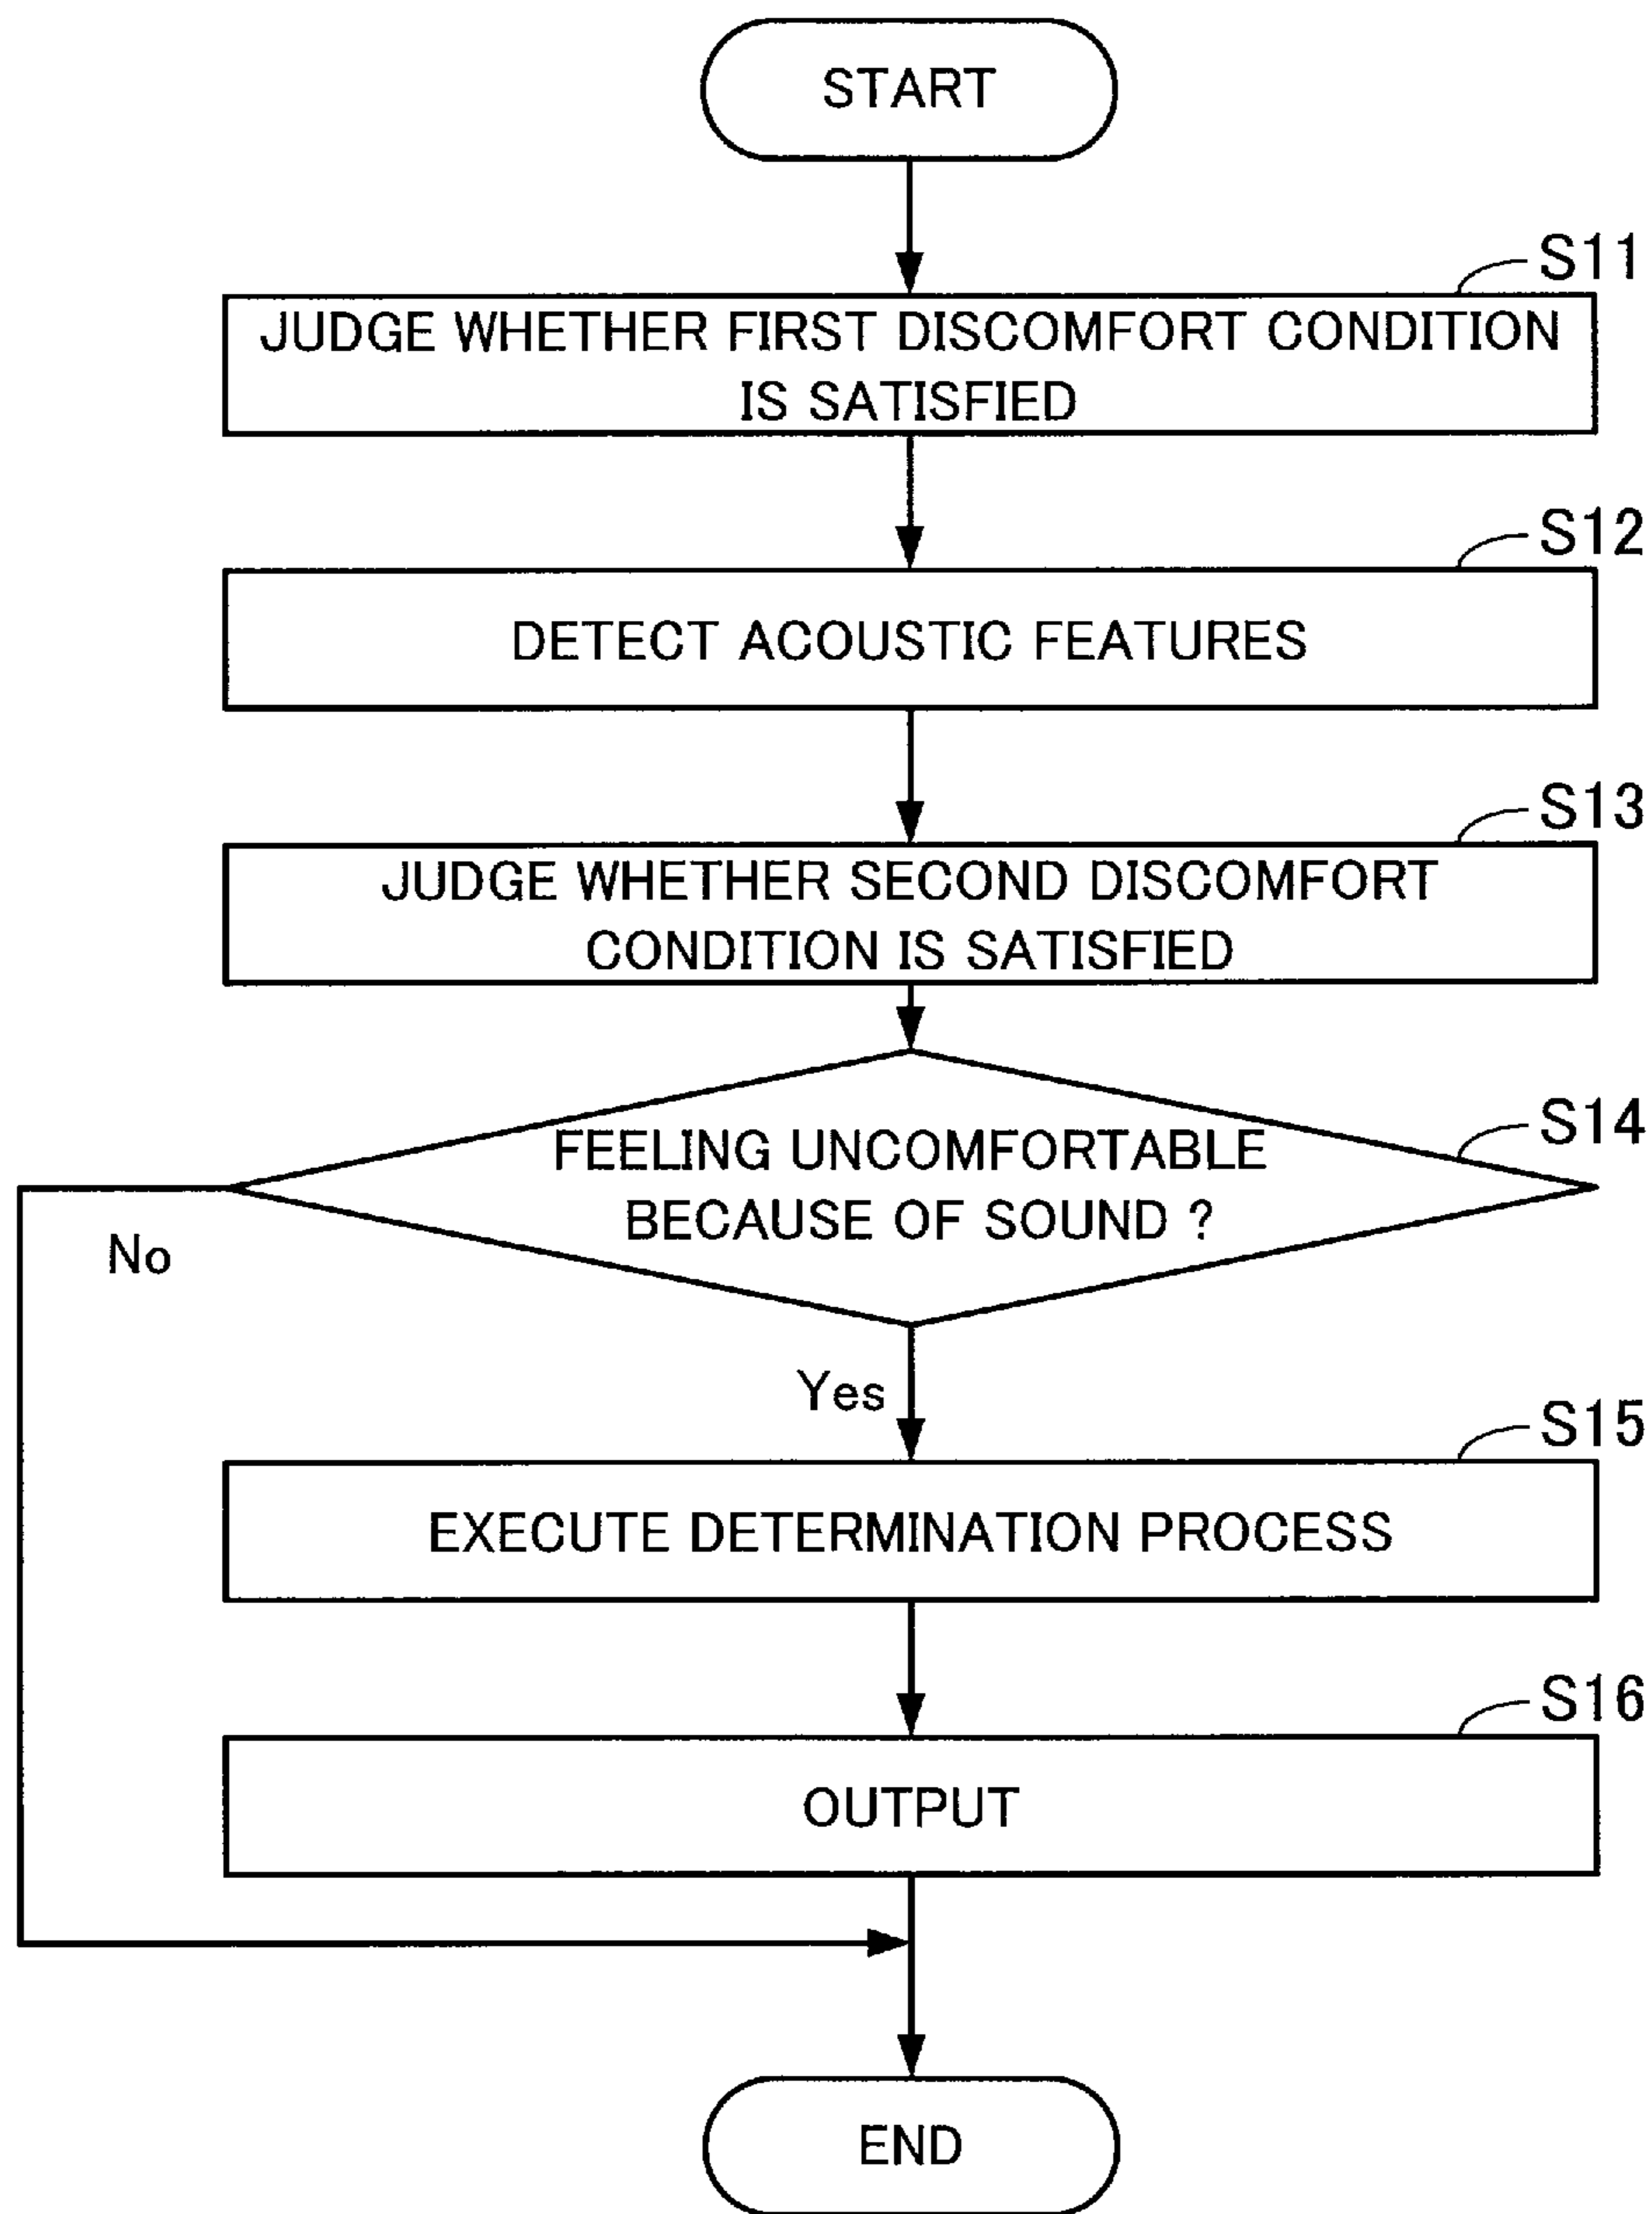 START
S11
JUDGE WHETHER FIRST DISCOMFORT CONDITION
IS SATISFIED
S12
DETECT ACOUSTIC FEATURES
S13
JUDGE WHETHER SECOND DISCOMFORT
CONDITION IS SATISFIED
S14
FEELING UNCOMFORTABLE
BECAUSE OF SOUND ?
No
Yes
S15
EXECUTE DETERMINATION PROCESS
S16
OUTPUT
END